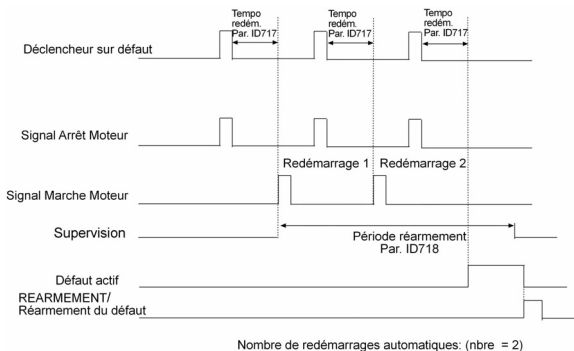 Tempo
redém.
Par. ID717
Tempo
redém.
Par. ID717
Tempo
redém.
Par. ID717
Déclencheur sur défaut
Signal Arrêt Moteur
Redémarrage 1
Redémarrage 2
Signal Marche Moteur
Supervision
Période réarmement
Par. ID718
Défaut actif
REARMEMENT/
Réarmement du défaut
Nombre de redémarrages automatiques: (nbre = 2)